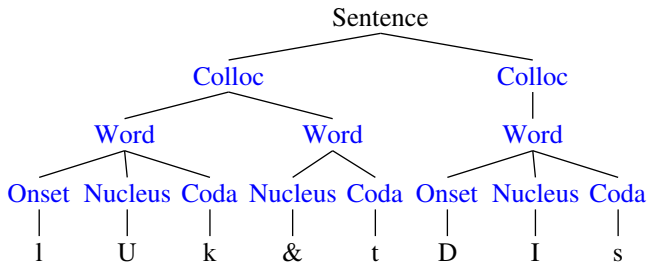 Sentence
Colloc Colloc
Word Word Word
Onset Nucleus Coda Nucleus Coda Onset Nucleus Coda
l U k & t D I s